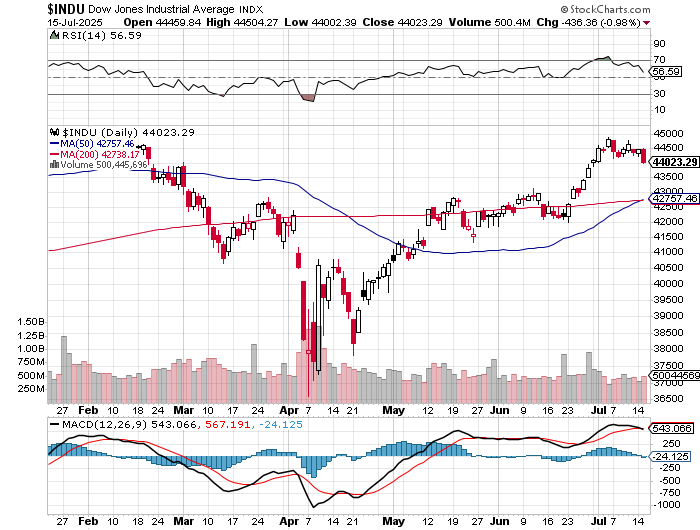 $INDU Dow Jones Industrial Average INDX © StockCharts.com
15-Jul-2025 Open 44459.84 High 44504.27 Low 44002.39 Close 44023.29 Volume 500.4M Chg -436.36 (-0.98%)
RSI(14) 56.59
90
70
56.59
30
10
$INDU (Daily) 44023.29
MA(50) 42757.46
MA(200) 42738.17
Volume 500,445,696
45000
44500
44023.29
43500
43000
42757.46
42500
42000
41500
41000
40500
40000
39500
39000
38500
38000
37500
50044569
37000
36500
1.50B
1.25B
1.00B
750M
500M
250M
27 Feb 10 18 24 Mar 10 17 24 Apr 7 14 21 May 12 19 27 Jun 9 16 23 Jul 7 14
MACD(12,26,9) 543.066, 567.191, -24.125
543.066
250
-24.125
-250
-500
-750
-1000
27 Feb 10 18 24 Mar 10 17 24 Apr 7 14 21 May 12 19 27 Jun 9 16 23 Jul 7 14